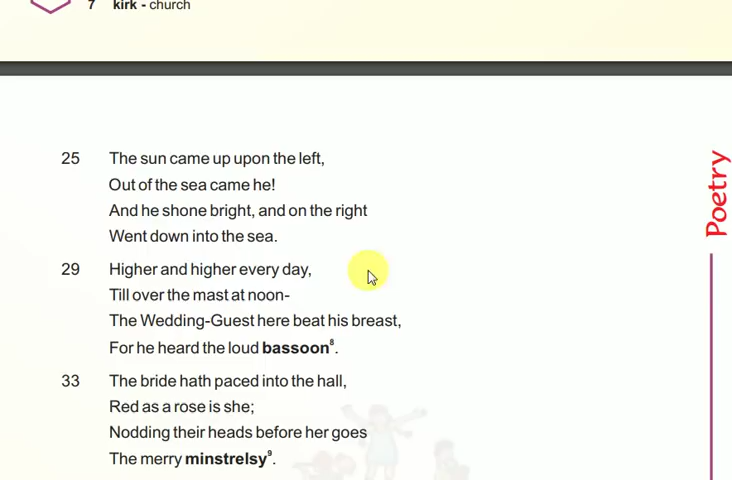 7 kirk - church
25 The sun came up upon the left,
Out of the sea came he!
And he shone bright, and on the right
Went down into the sea.
29 Higher and higher every day,
Till over the mast at noon-
The Wedding-Guest here beat his breast,
For he heard the loud bassoon⁸.
33 The bride hath paced into the hall,
Red as a rose is she;
Nodding their heads before her goes
The merry minstrelsy⁹.
Poetry